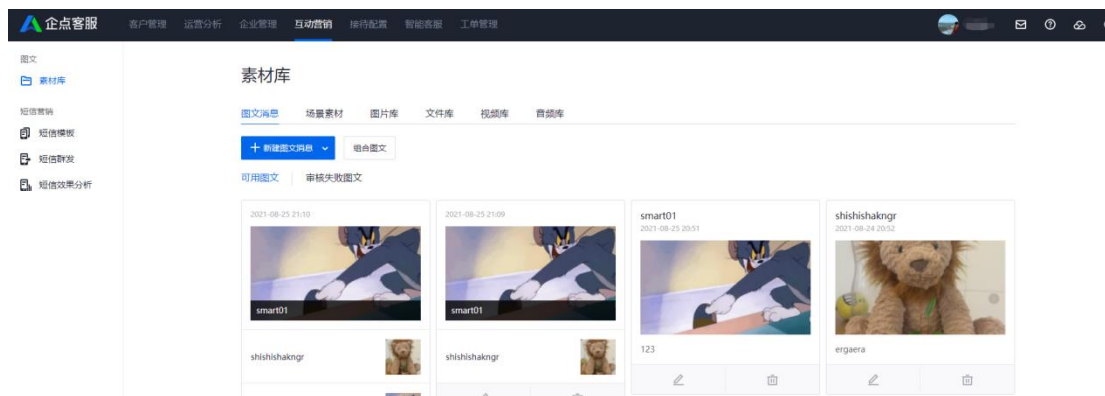 企点客服
客户管理 运营分析 企业管理 互动营销 接待配置 智能客服 工单管理
图文
素材库
短信营销
短信模板
短信群发
短信效果分析
素材库
图文消息 场景素材 图片库 文件库 视频库 音频库
新建图文消息 组合图文
可用图文 审核失败图文
2021-08-25 21:10
smart01
shishishakngr
2021-08-25 21:09
smart01
shishishakngr
smart01
2021-08-25 20:51
123
shishishakngr
2021-08-24 20:52
ergaera